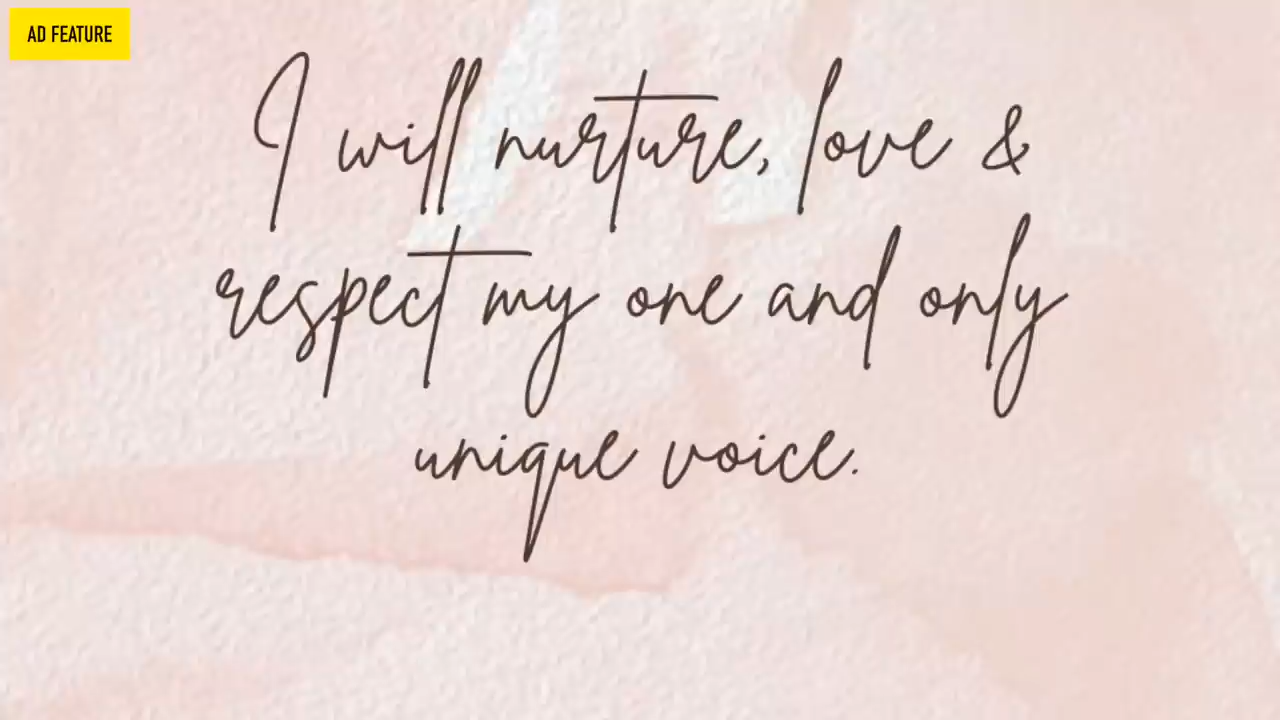 AD FEATURE
I will nurture, love &
respect my one and only
unique voice.